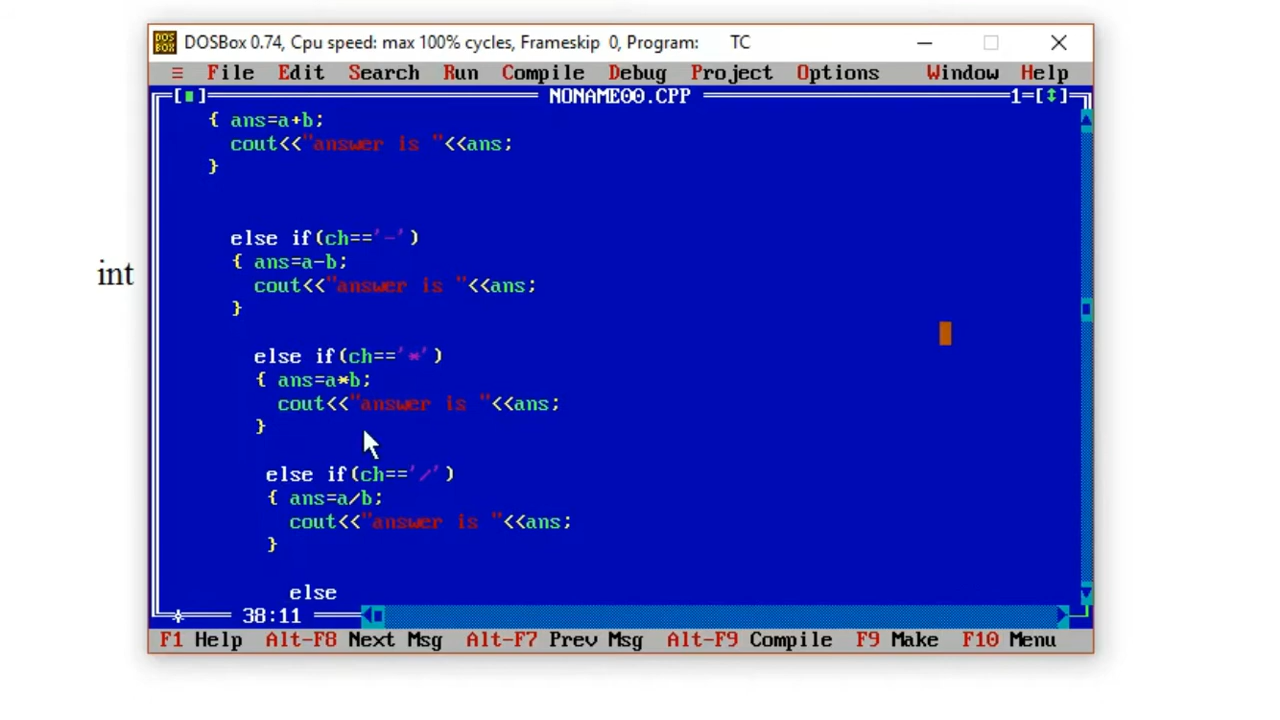 DOSBox 0.74, Cpu speed: max 100% cycles, Frameskip 0, Program: TC
≡ File Edit Search Run Compile Debug Project Options Window Help
[■] NONAME00.CPP 1=[↕]
{ ans=a+b;
cout<<"answer is "<<ans;
}
else if(ch=='-')
int
{ ans=a-b;
cout<<"answer is "<<ans;
}
else if(ch=='*')
{ ans=a*b;
cout<<"answer is "<<ans;
}
else if(ch=='/')
{ ans=a/b;
cout<<"answer is "<<ans;
}
else
38:11
F1 Help Alt-F8 Next Msg Alt-F7 Prev Msg Alt-F9 Compile F9 Make F10 Menu